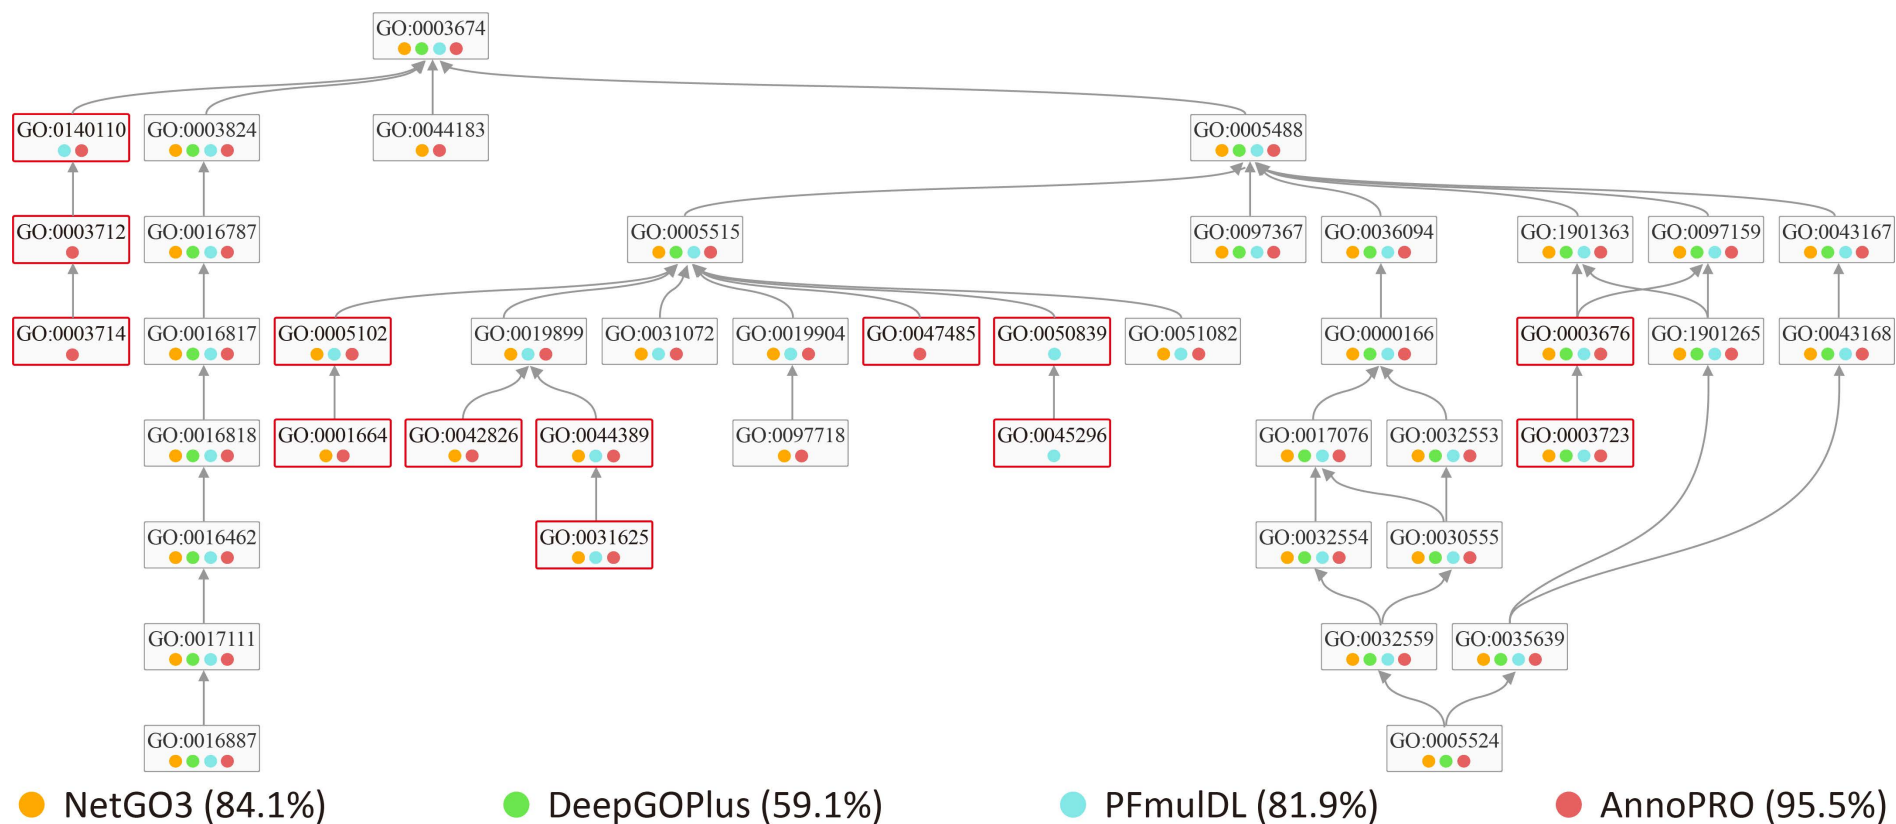 GO:0003674
GO:0140110 GO:0003824 GO:0044183 GO:0005488
GO:0003712 GO:0016787 GO:0005515 GO:0097367 GO:0036094 GO:1901363 GO:0097159 GO:0043167
GO:0003714 GO:0016817 GO:0005102 GO:0019899 GO:0031072 GO:0019904 GO:0047485 GO:0050839 GO:0051082 GO:0000166 GO:0003676 GO:1901265 GO:0043168
GO:0016818 GO:0001664 GO:0042826 GO:0044389 GO:0097718 GO:0045296 GO:0017076 GO:0032553 GO:0003723
GO:0016462 GO:0031625 GO:0032554 GO:0030555
GO:0017111 GO:0032559 GO:0035639
GO:0016887 GO:0005524
NetGO3 (84.1%) DeepGOPlus (59.1%) PFmulDL (81.9%) AnnoPRO (95.5%)